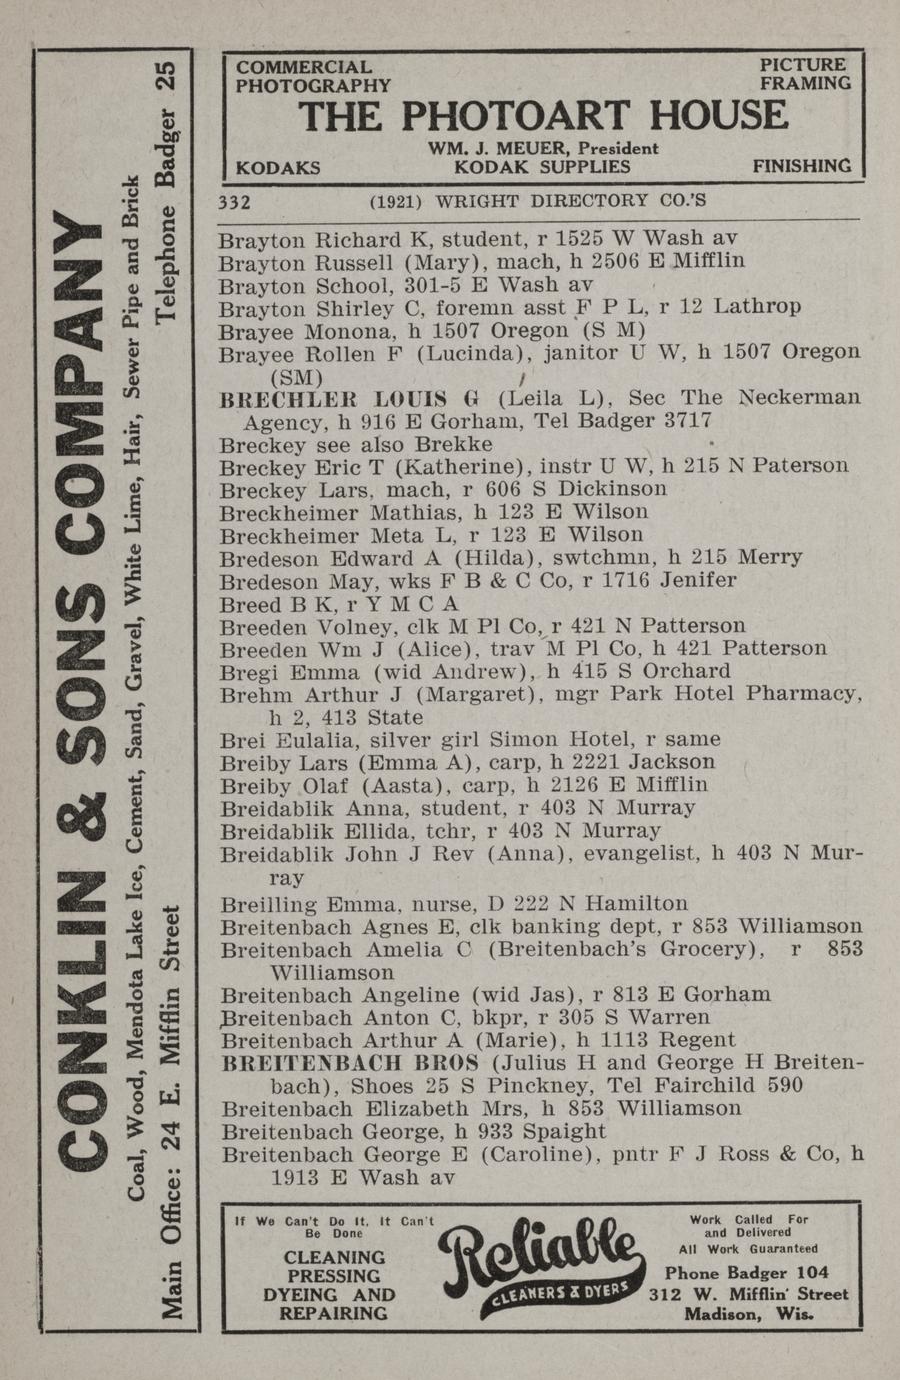 CONKLIN & SONS COMPANY
Coal, Wood, Mendota Lake Ice, Cement, Sand, Gravel, White Lime, Hair, Sewer Pipe and Brick
Main Office: 24 E. Mifflin Street Telephone Badger 25
COMMERCIAL PHOTOGRAPHY
PICTURE FRAMING
THE PHOTOART HOUSE
WM. J. MEUER, President
KODAKS KODAK SUPPLIES FINISHING
332 (1921) WRIGHT DIRECTORY CO.'S
Brayton Richard K, student, r 1525 W Wash av
Brayton Russell (Mary), mach, h 2506 E Mifflin
Brayton School, 301-5 E Wash av
Brayton Shirley C, foremn asst F P L, r 12 Lathrop
Brayee Monona, h 1507 Oregon (S M)
Brayee Rollen F (Lucinda), janitor U W, h 1507 Oregon
(SM)
BRECHLER LOUIS G (Leila L), Sec The Neckerman
Agency, h 916 E Gorham, Tel Badger 3717
Breckey see also Brekke
Breckey Eric T (Katherine), instr U W, h 215 N Paterson
Breckey Lars, mach, r 606 S Dickinson
Breckheimer Mathias, h 123 E Wilson
Breckheimer Meta L, r 123 E Wilson
Bredeson Edward A (Hilda), swtchmn, h 215 Merry
Bredeson May, wks F B & C Co, r 1716 Jenifer
Breed B K, r Y M C A
Breeden Volney, clk M Pl Co, r 421 N Patterson
Breeden Wm J (Alice), trav M Pl Co, h 421 Patterson
Bregi Emma (wid Andrew), h 415 S Orchard
Brehm Arthur J (Margaret), mgr Park Hotel Pharmacy,
h 2, 413 State
Brei Eulalia, silver girl Simon Hotel, r same
Breiby Lars (Emma A), carp, h 2221 Jackson
Breiby Olaf (Aasta), carp, h 2126 E Mifflin
Breidablik Anna, student, r 403 N Murray
Breidablik Ellida, tchr, r 403 N Murray
Breidablik John J Rev (Anna), evangelist, h 403 N Mur-
ray
Breilling Emma, nurse, D 222 N Hamilton
Breitenbach Agnes E, clk banking dept, r 853 Williamson
Breitenbach Amelia C (Breitenbach's Grocery), r 853
Williamson
Breitenbach Angeline (wid Jas), r 813 E Gorham
Breitenbach Anton C, bkpr, r 305 S Warren
Breitenbach Arthur A (Marie), h 1113 Regent
BREITENBACH BROS (Julius H and George H Breiten-
bach), Shoes 25 S Pinckney, Tel Fairchild 590
Breitenbach Elizabeth Mrs, h 853 Williamson
Breitenbach George, h 933 Spaight
Breitenbach George E (Caroline), pntr F J Ross & Co, h
1913 E Wash av
If We Can't Do It, It Can't
Be Done
CLEANING
PRESSING
DYEING AND
REPAIRING
Reliable
CLEANERS & DYERS
Work Called For
and Delivered
All Work Guaranteed
Phone Badger 104
312 W. Mifflin Street
Madison, Wis.